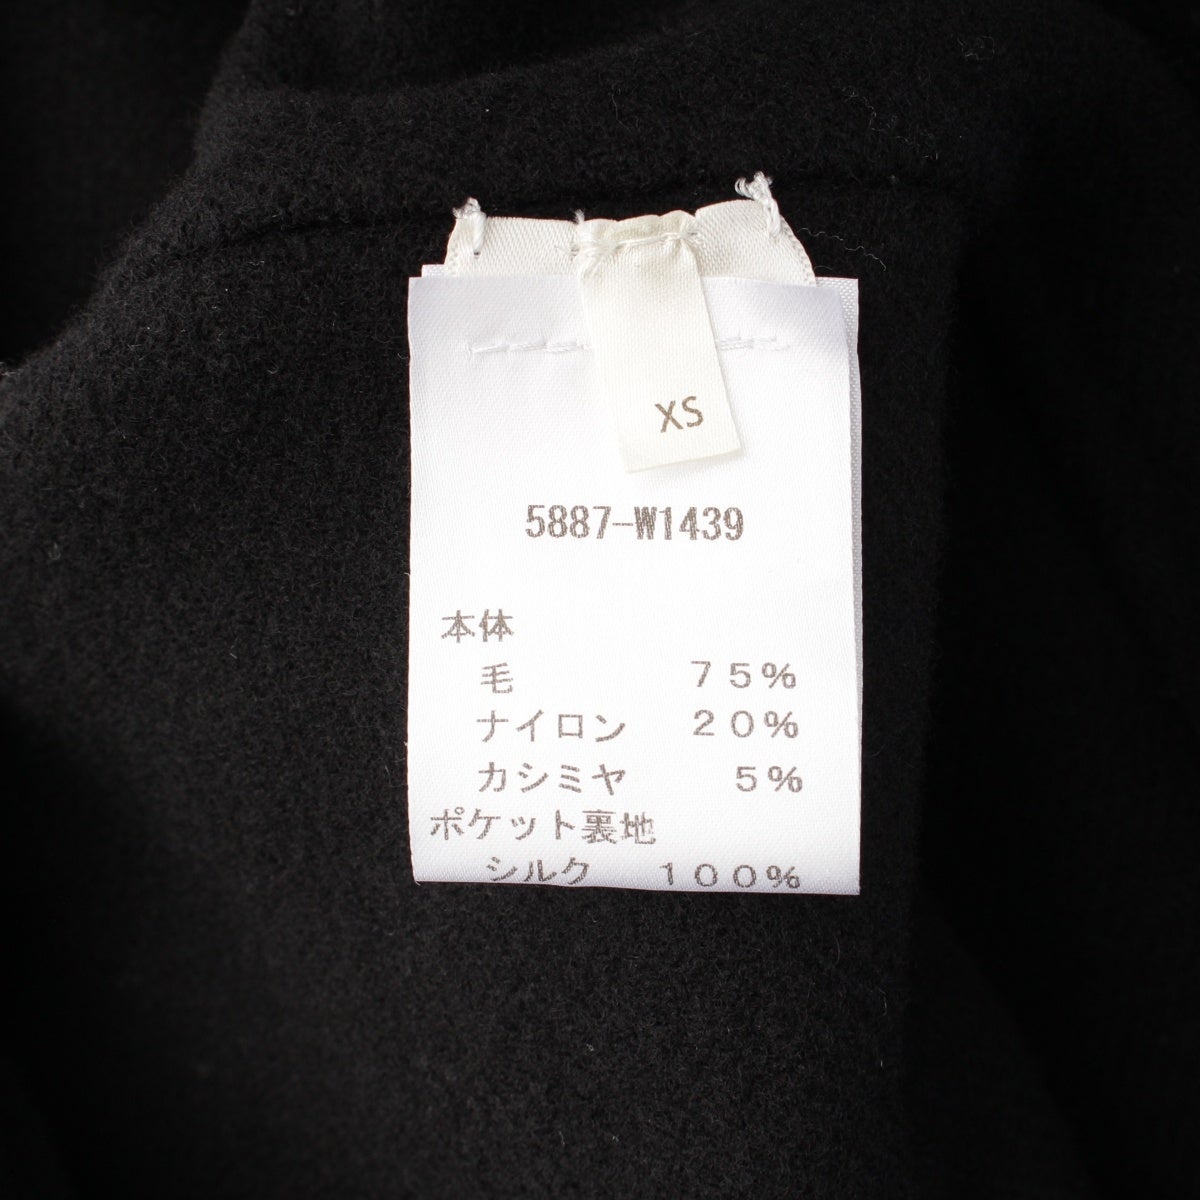 XS
5887-W1439
本体
毛 75%
ナイロン 20%
カシミヤ 5%
ポケット裏地
シルク 100%